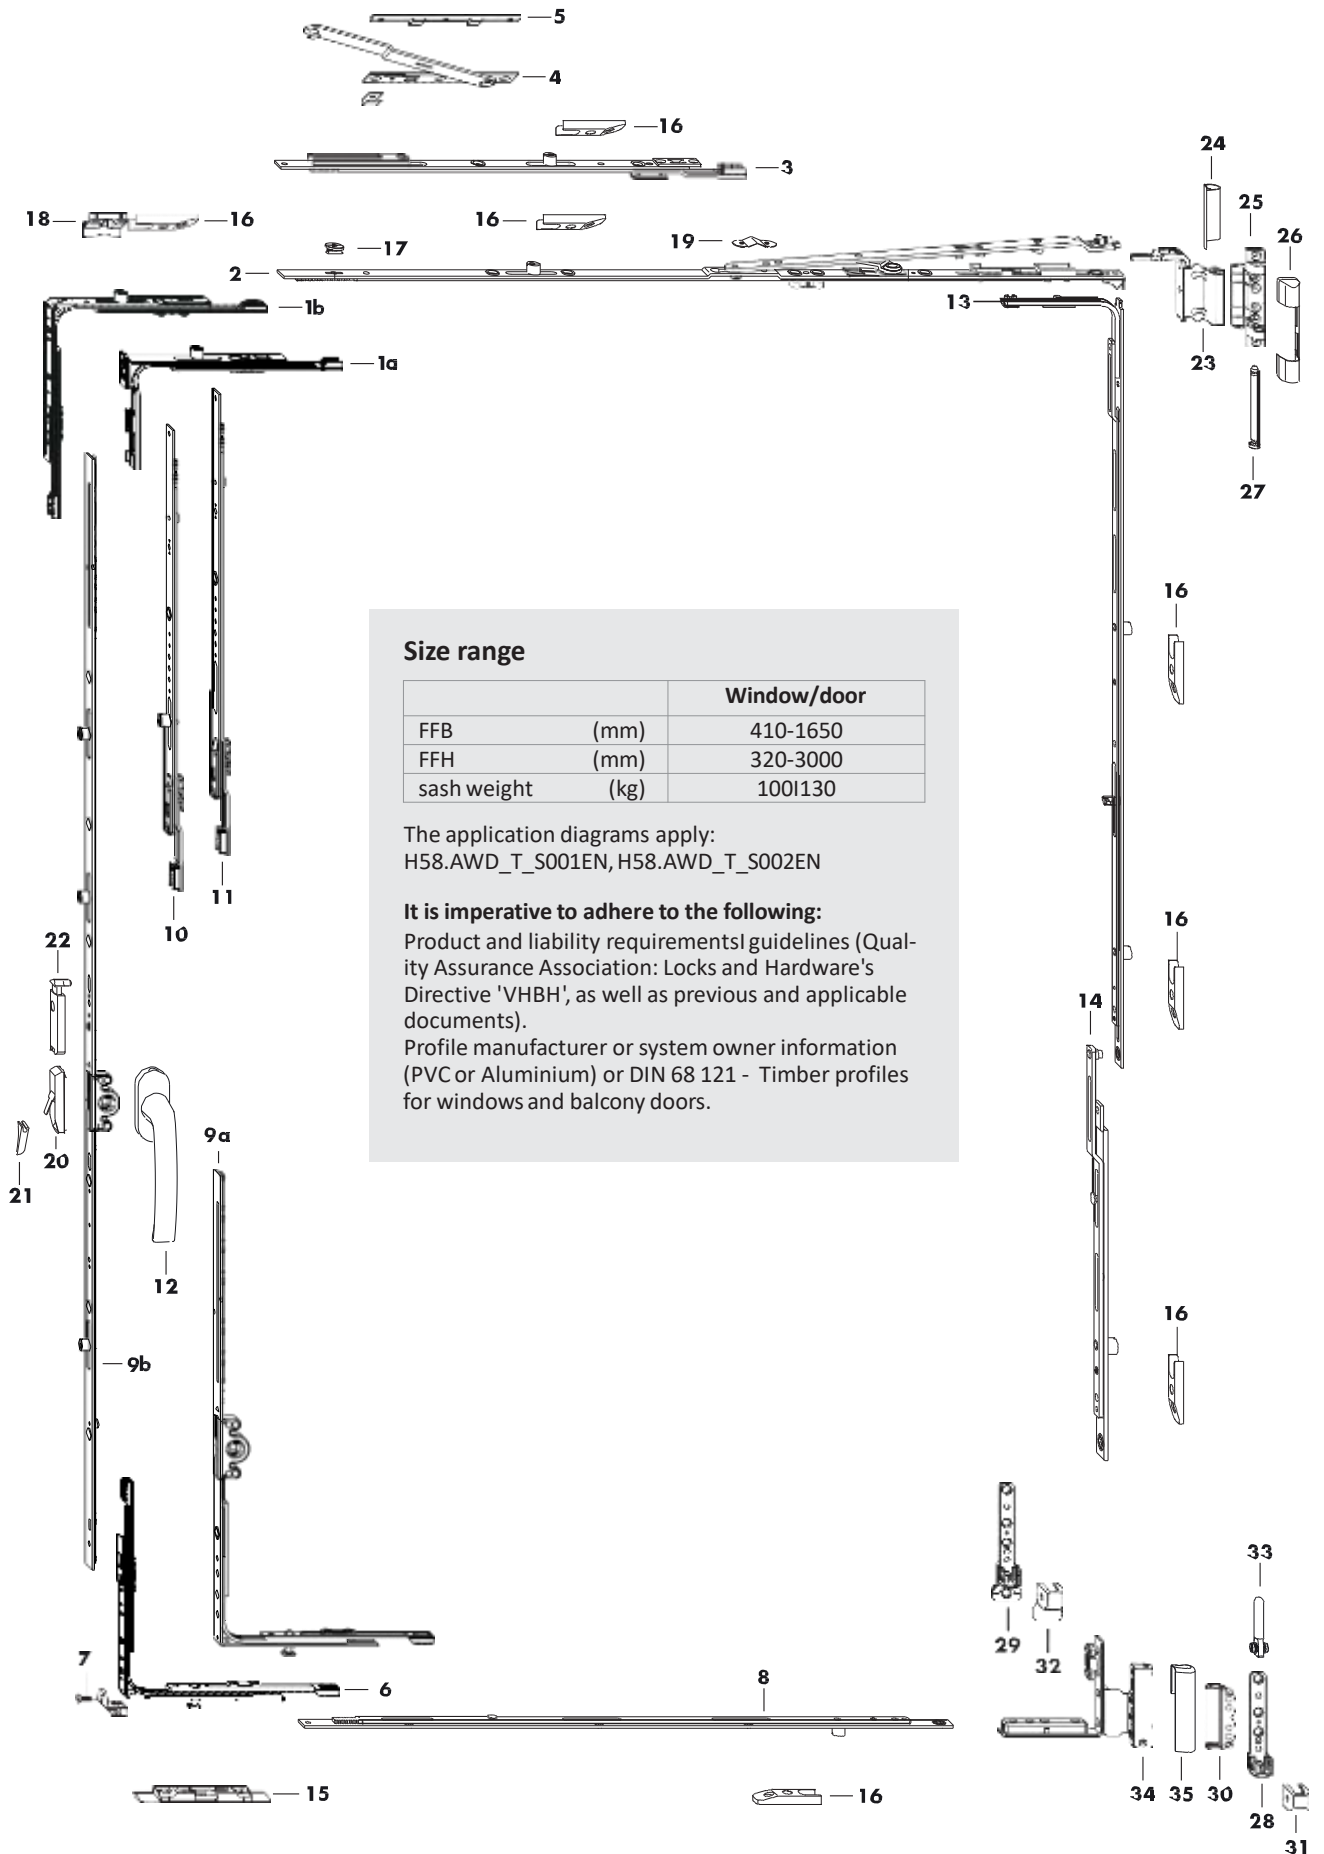 5
4
16
3
24
18
16
16
25
17
19
26
2
1b
13
1a
23
27
16
Size range
Window/door
FFB (mm) 410-1650
FFH (mm) 320-3000
sash weight (kg) 100I130
The application diagrams apply:
H58.AWD_T_S001EN, H58.AWD_T_S002EN
It is imperative to adhere to the following:
Product and liability requirementsI guidelines (Qual-
ity Assurance Association: Locks and Hardware's
Directive 'VHBH', as well as previous and applicable
documents).
Profile manufacturer or system owner information
(PVC or Aluminium) or DIN 68 121 - Timber profiles
for windows and balcony doors.
11
10
22
16
14
9a
20
21
12
16
9b
33
29
32
7
6
8
15
16
34 35 30
28
31